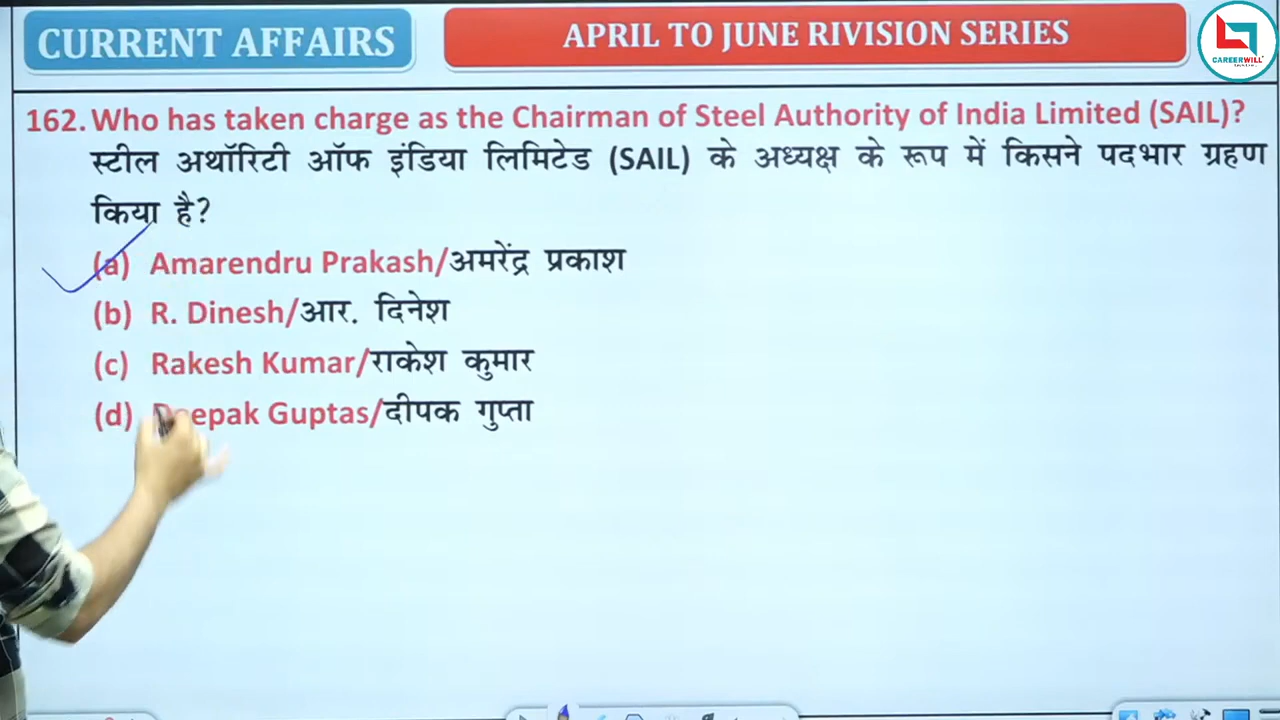 CURRENT AFFAIRS
APRIL TO JUNE RIVISION SERIES
CAREERWILL
162. Who has taken charge as the Chairman of Steel Authority of India Limited (SAIL)?
स्टील अथॉरिटी ऑफ इंडिया लिमिटेड (SAIL) के अध्यक्ष के रूप में किसने पदभार ग्रहण
किया है?
(a) Amarendru Prakash/अमरेंद्र प्रकाश
(b) R. Dinesh/आर. दिनेश
(c) Rakesh Kumar/राकेश कुमार
(d) Deepak Guptas/दीपक गुप्ता